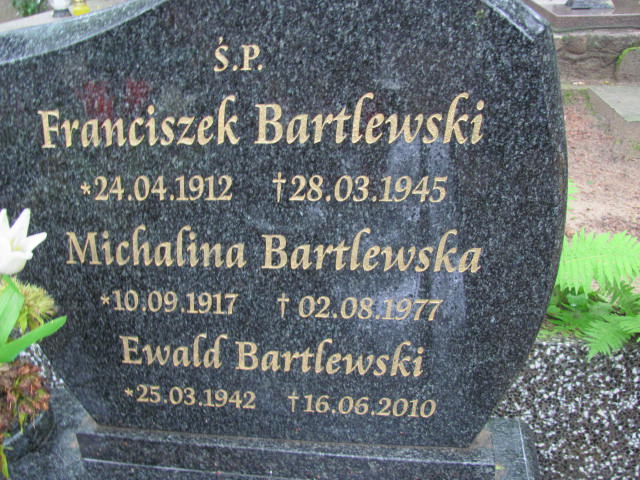 Ś.P.
Franciszek Bartlewski
*24.04.1912 †28.03.1945
Michalina Bartlewska
*10.09.1917 † 02.08.1977
Ewald Bartlewski
*25.03.1942 †16.06.2010